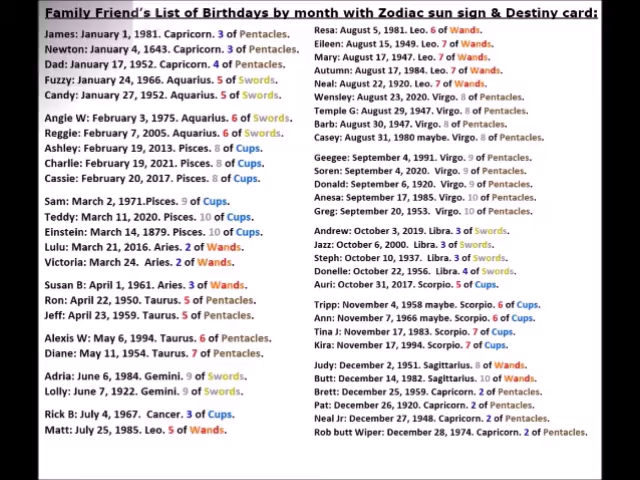 Family Friend's List of Birthdays by month with Zodiac sun sign & Destiny card:
James: January 1, 1981. Capricorn. 3 of Pentacles.
Newton: January 4, 1643. Capricorn. 3 of Pentacles.
Dad: January 17, 1952. Capricorn. 4 of Pentacles.
Fuzzy: January 24, 1966. Aquarius. 5 of Swords.
Candy: January 27, 1952. Aquarius. 5 of Swords.
Angie W: February 3, 1975. Aquarius. 6 of Swords.
Reggie: February 7, 2005. Aquarius. 6 of Swords.
Ashley: February 19, 2013. Pisces. 8 of Cups.
Charlie: February 19, 2021. Pisces. 8 of Cups.
Cassie: February 20, 2017. Pisces. 8 of Cups.
Sam: March 2, 1971.Pisces. 9 of Cups.
Teddy: March 11, 2020. Pisces. 10 of Cups.
Einstein: March 14, 1879. Pisces. 10 of Cups.
Lulu: March 21, 2016. Aries. 2 of Wands.
Victoria: March 24. Aries. 2 of Wands.
Susan B: April 1, 1961. Aries. 3 of Wands.
Ron: April 22, 1950. Taurus. 5 of Pentacles.
Jeff: April 23, 1959. Taurus. 5 of Pentacles.
Alexis W: May 6, 1994. Taurus. 6 of Pentacles.
Diane: May 11, 1954. Taurus. 7 of Pentacles.
Adria: June 6, 1984. Gemini. 9 of Swords.
Lolly: June 7, 1922. Gemini. 9 of Swords.
Rick B: July 4, 1967. Cancer. 3 of Cups.
Matt: July 25, 1985. Leo. 5 of Wands.
Resa: August 5, 1981. Leo. 6 of Wands.
Eileen: August 15, 1949. Leo. 7 of Wands.
Mary: August 17, 1947. Leo. 7 of Wands.
Autumn: August 17, 1984. Leo. 7 of Wands.
Neal: August 22, 1920. Leo. 7 of Wands.
Wensley: August 23, 2020. Virgo. 8 of Pentacles.
Temple G: August 29, 1947. Virgo. 8 of Pentacles.
Barb: August 30, 1947. Virgo. 8 of Pentacles.
Casey: August 31, 1980 maybe. Virgo. 8 of Pentacles.
Geegee: September 4, 1991. Virgo. 9 of Pentacles.
Soren: September 4, 2020. Virgo. 9 of Pentacles.
Donald: September 6, 1920. Virgo. 9 of Pentacles.
Anesa: September 17, 1985. Virgo. 10 of Pentacles.
Greg: September 20, 1953. Virgo. 10 of Pentacles.
Andrew: October 3, 2019. Libra. 3 of Swords.
Jazz: October 6, 2000. Libra. 3 of Swords.
Steph: October 10, 1937. Libra. 3 of Swords.
Donelle: October 22, 1956. Libra. 4 of Swords.
Auri: October 31, 2017. Scorpio. 5 of Cups.
Tripp: November 4, 1958 maybe. Scorpio. 6 of Cups.
Ann: November 7, 1966 maybe. Scorpio. 6 of Cups.
Tina J: November 17, 1983. Scorpio. 7 of Cups.
Kira: November 17, 1994. Scorpio. 7 of Cups.
Judy: December 2, 1951. Sagittarius. 8 of Wands.
Butt: December 14, 1982. Sagittarius. 10 of Wands.
Brett: December 25, 1959. Capricorn. 2 of Pentacles.
Pat: December 26, 1920. Capricorn. 2 of Pentacles.
Neal Jr: December 27, 1948. Capricorn. 2 of Pentacles.
Rob butt Wiper: December 28, 1974. Capricorn. 2 of Pentacles.